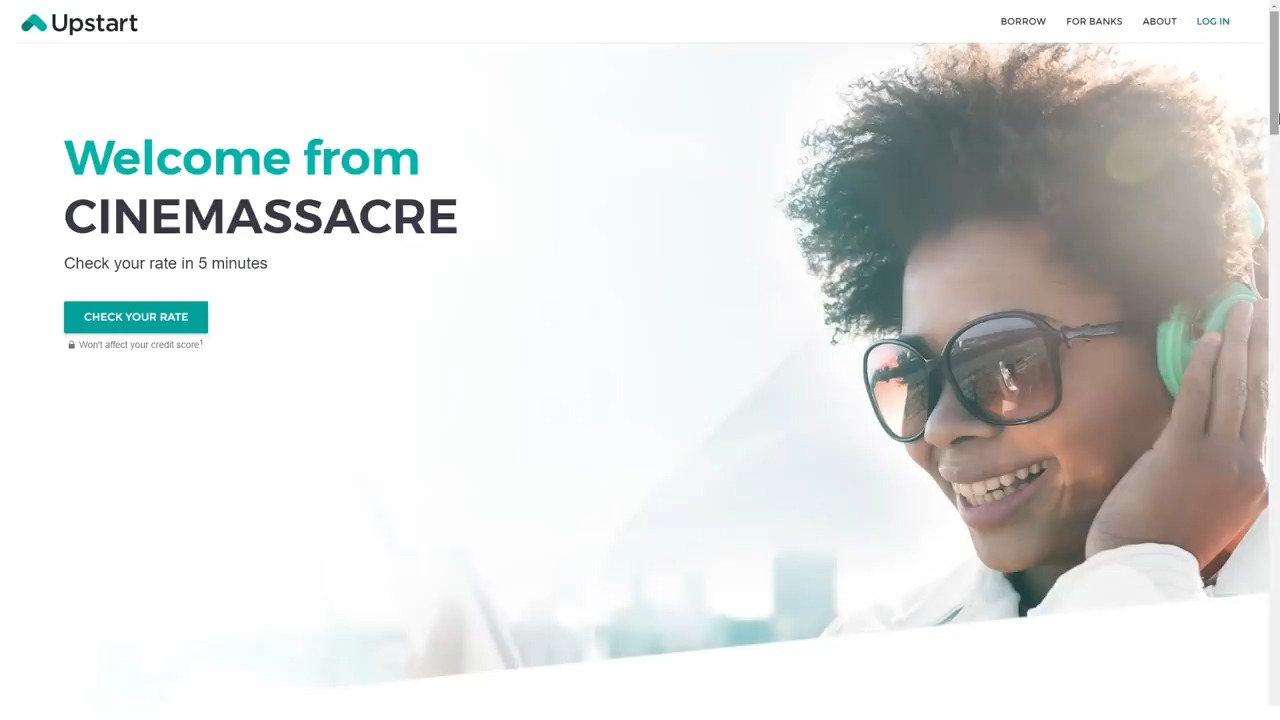 Upstart
BORROW FOR BANKS ABOUT LOG IN
Welcome from
CINEMASSACRE
Check your rate in 5 minutes
CHECK YOUR RATE
Won't affect your credit score¹